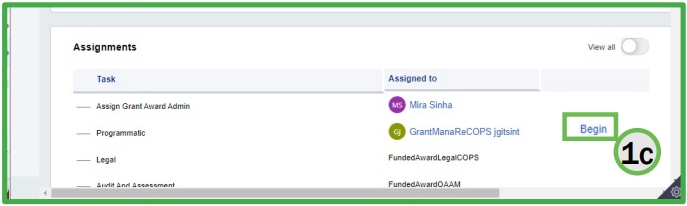 Assignments
View all
Task Assigned to
Assign Grant Award Admin MS Mira Sinha
Programmatic Gj GrantManaReCOPS jgitsint Begin
1c
Legal FundedAwardLegalCOPS
Audit And Assessment FundedAwardOAAM